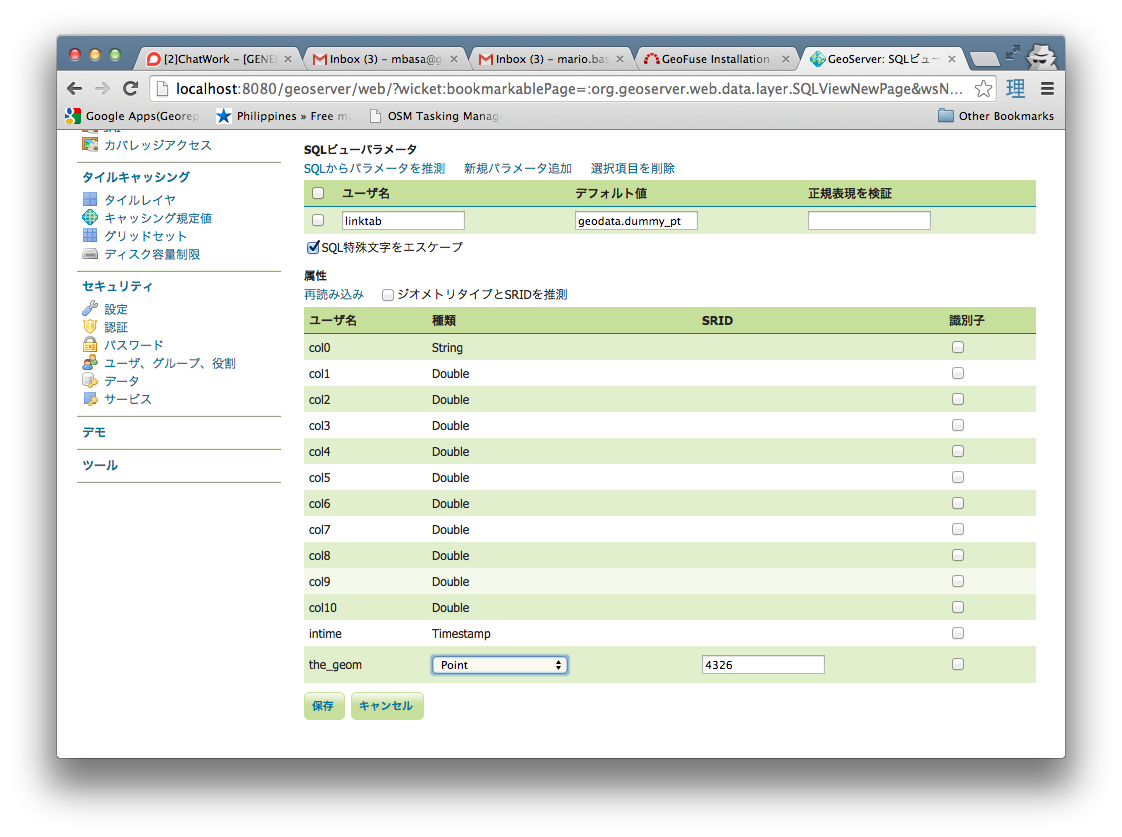 [2]ChatWork – [GENE
Inbox (3) – mbasa@g
Inbox (3) – mario.bas
GeoFuse Installation
GeoServer: SQLビュー
localhost:8080/geoserver/web/?wicket:bookmarkablePage=:org.geoserver.web.data.layer.SQLViewNewPage&wsN...
Google Apps(Georep
Philippines » Free m
OSM Tasking Mana
Other Bookmarks
カバレッジアクセス
タイルキャッシング
タイルレイヤ
キャッシング規定値
グリッドセット
ディスク容量制限
セキュリティ
設定
認証
パスワード
ユーザ、グループ、役割
データ
サービス
デモ
ツール
SQLビューパラメータ
SQLからパラメータを推測 新規パラメータ追加 選択項目を削除
ユーザ名 デフォルト値 正規表現を検証
linktab geodata.dummy_pt
SQL特殊文字をエスケープ
属性
再読み込み ジオメトリタイプとSRIDを推測
ユーザ名 種類 SRID 識別子
col0 String
col1 Double
col2 Double
col3 Double
col4 Double
col5 Double
col6 Double
col7 Double
col8 Double
col9 Double
col10 Double
intime Timestamp
the_geom Point 4326
保存 キャンセル